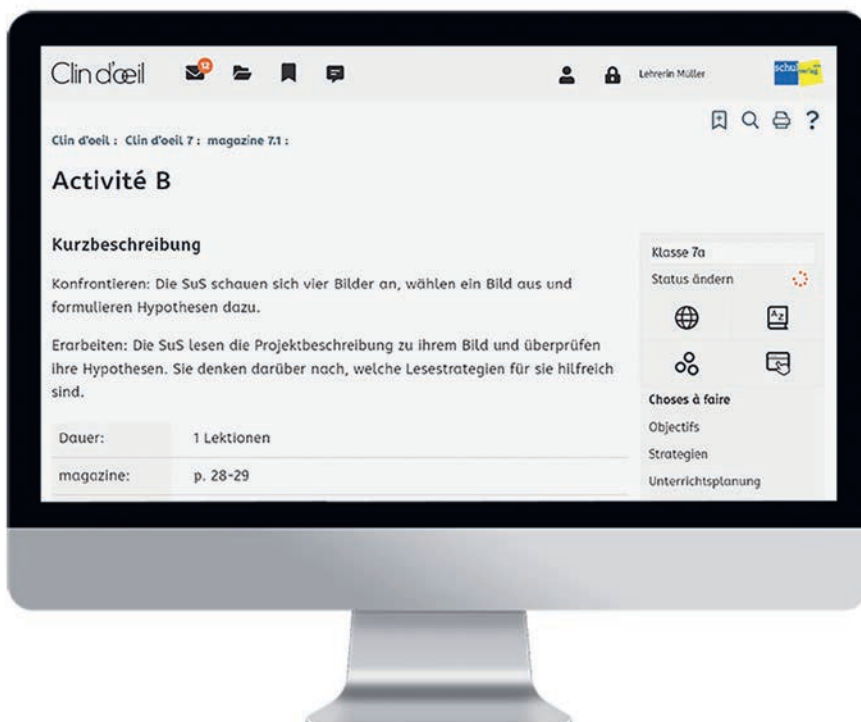 Clin d'œil
12
Lehrerin Müller
schulverlag
?
Clin d'oeil : Clin d'oeil 7 : magazine 7.1 :
Activité B
Kurzbeschreibung
Konfrontieren: Die SuS schauen sich vier Bilder an, wählen ein Bild aus und
formulieren Hypothesen dazu.
Erarbeiten: Die SuS lesen die Projektbeschreibung zu ihrem Bild und überprüfen
ihre Hypothesen. Sie denken darüber nach, welche Lesestrategien für sie hilfreich
sind.
Dauer: 1 Lektionen
magazine: p. 28-29
Klasse 7a
Status ändern
AZ
Choses à faire
Objectifs
Strategien
Unterrichtsplanung